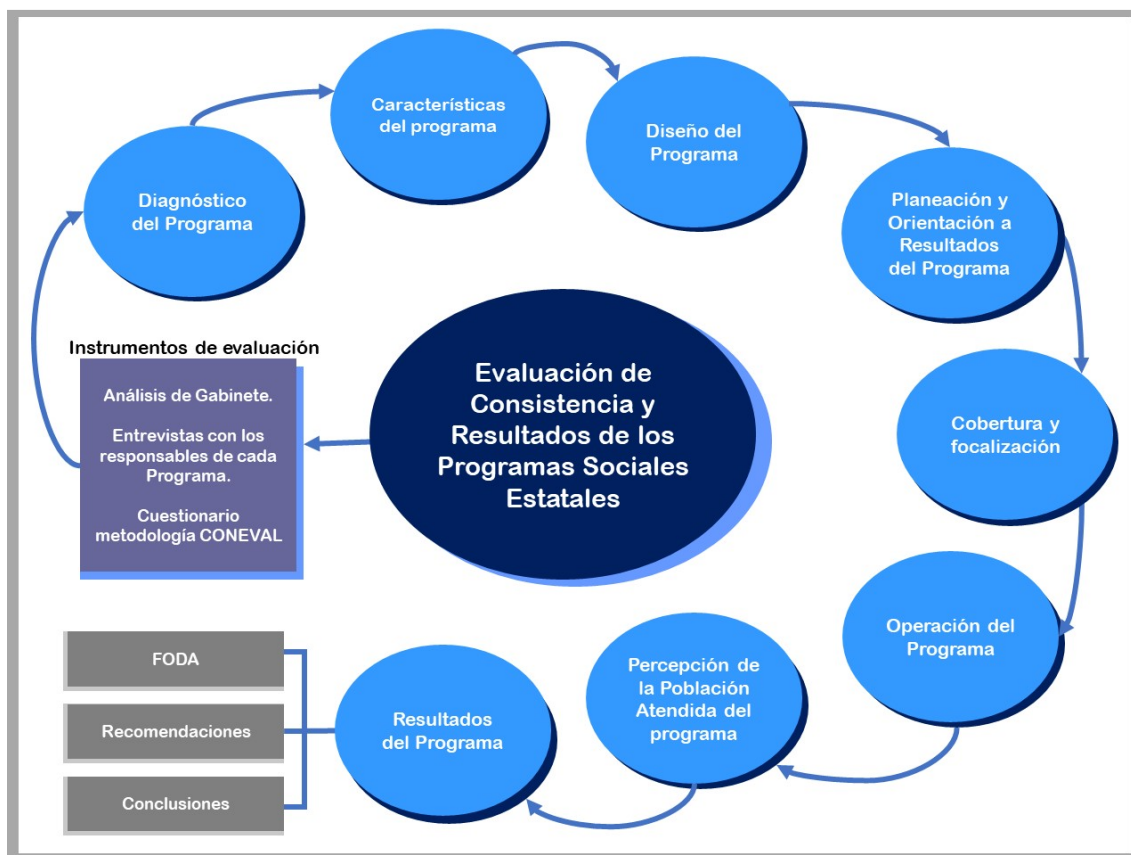 Características
del programa
Diseño del
Programa
Diagnóstico
del Programa
Planeación y
Orientación a
Resultados
del Programa
Instrumentos de evaluación
Análisis de Gabinete.
Entrevistas con los
responsables de cada
Programa.
Cuestionario
metodología CONEVAL
Evaluación de
Consistencia y
Resultados de los
Programas Sociales
Estatales
Cobertura y
focalización
Operación del
Programa
Percepción de
la Población
Atendida del
programa
Resultados
del Programa
FODA
Recomendaciones
Conclusiones